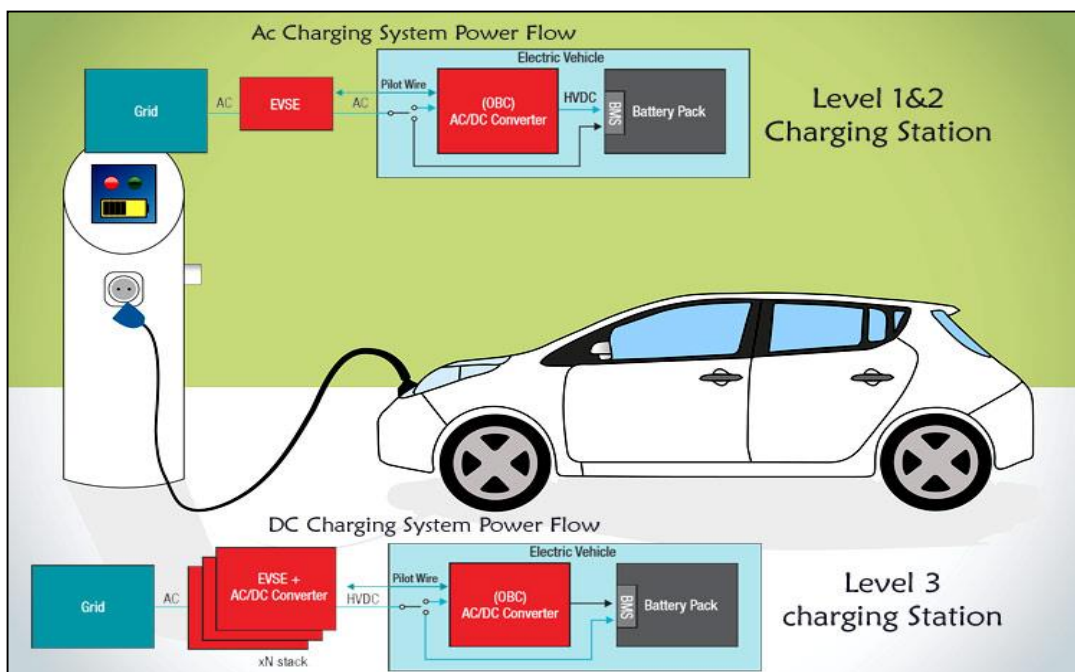 Ac Charging System Power Flow
Electric Vehicle
Grid
AC
EVSE
AC
Pilot Wire
(OBC)
AC/DC Converter
HVDC
BMS
Battery Pack
Level 1&2
Charging Station
DC Charging System Power Flow
Electric Vehicle
Grid
AC
EVSE +
AC/DC Converter
xN stack
HVDC
Pilot Wire
(OBC)
AC/DC Converter
BMS
Battery Pack
Level 3
charging Station